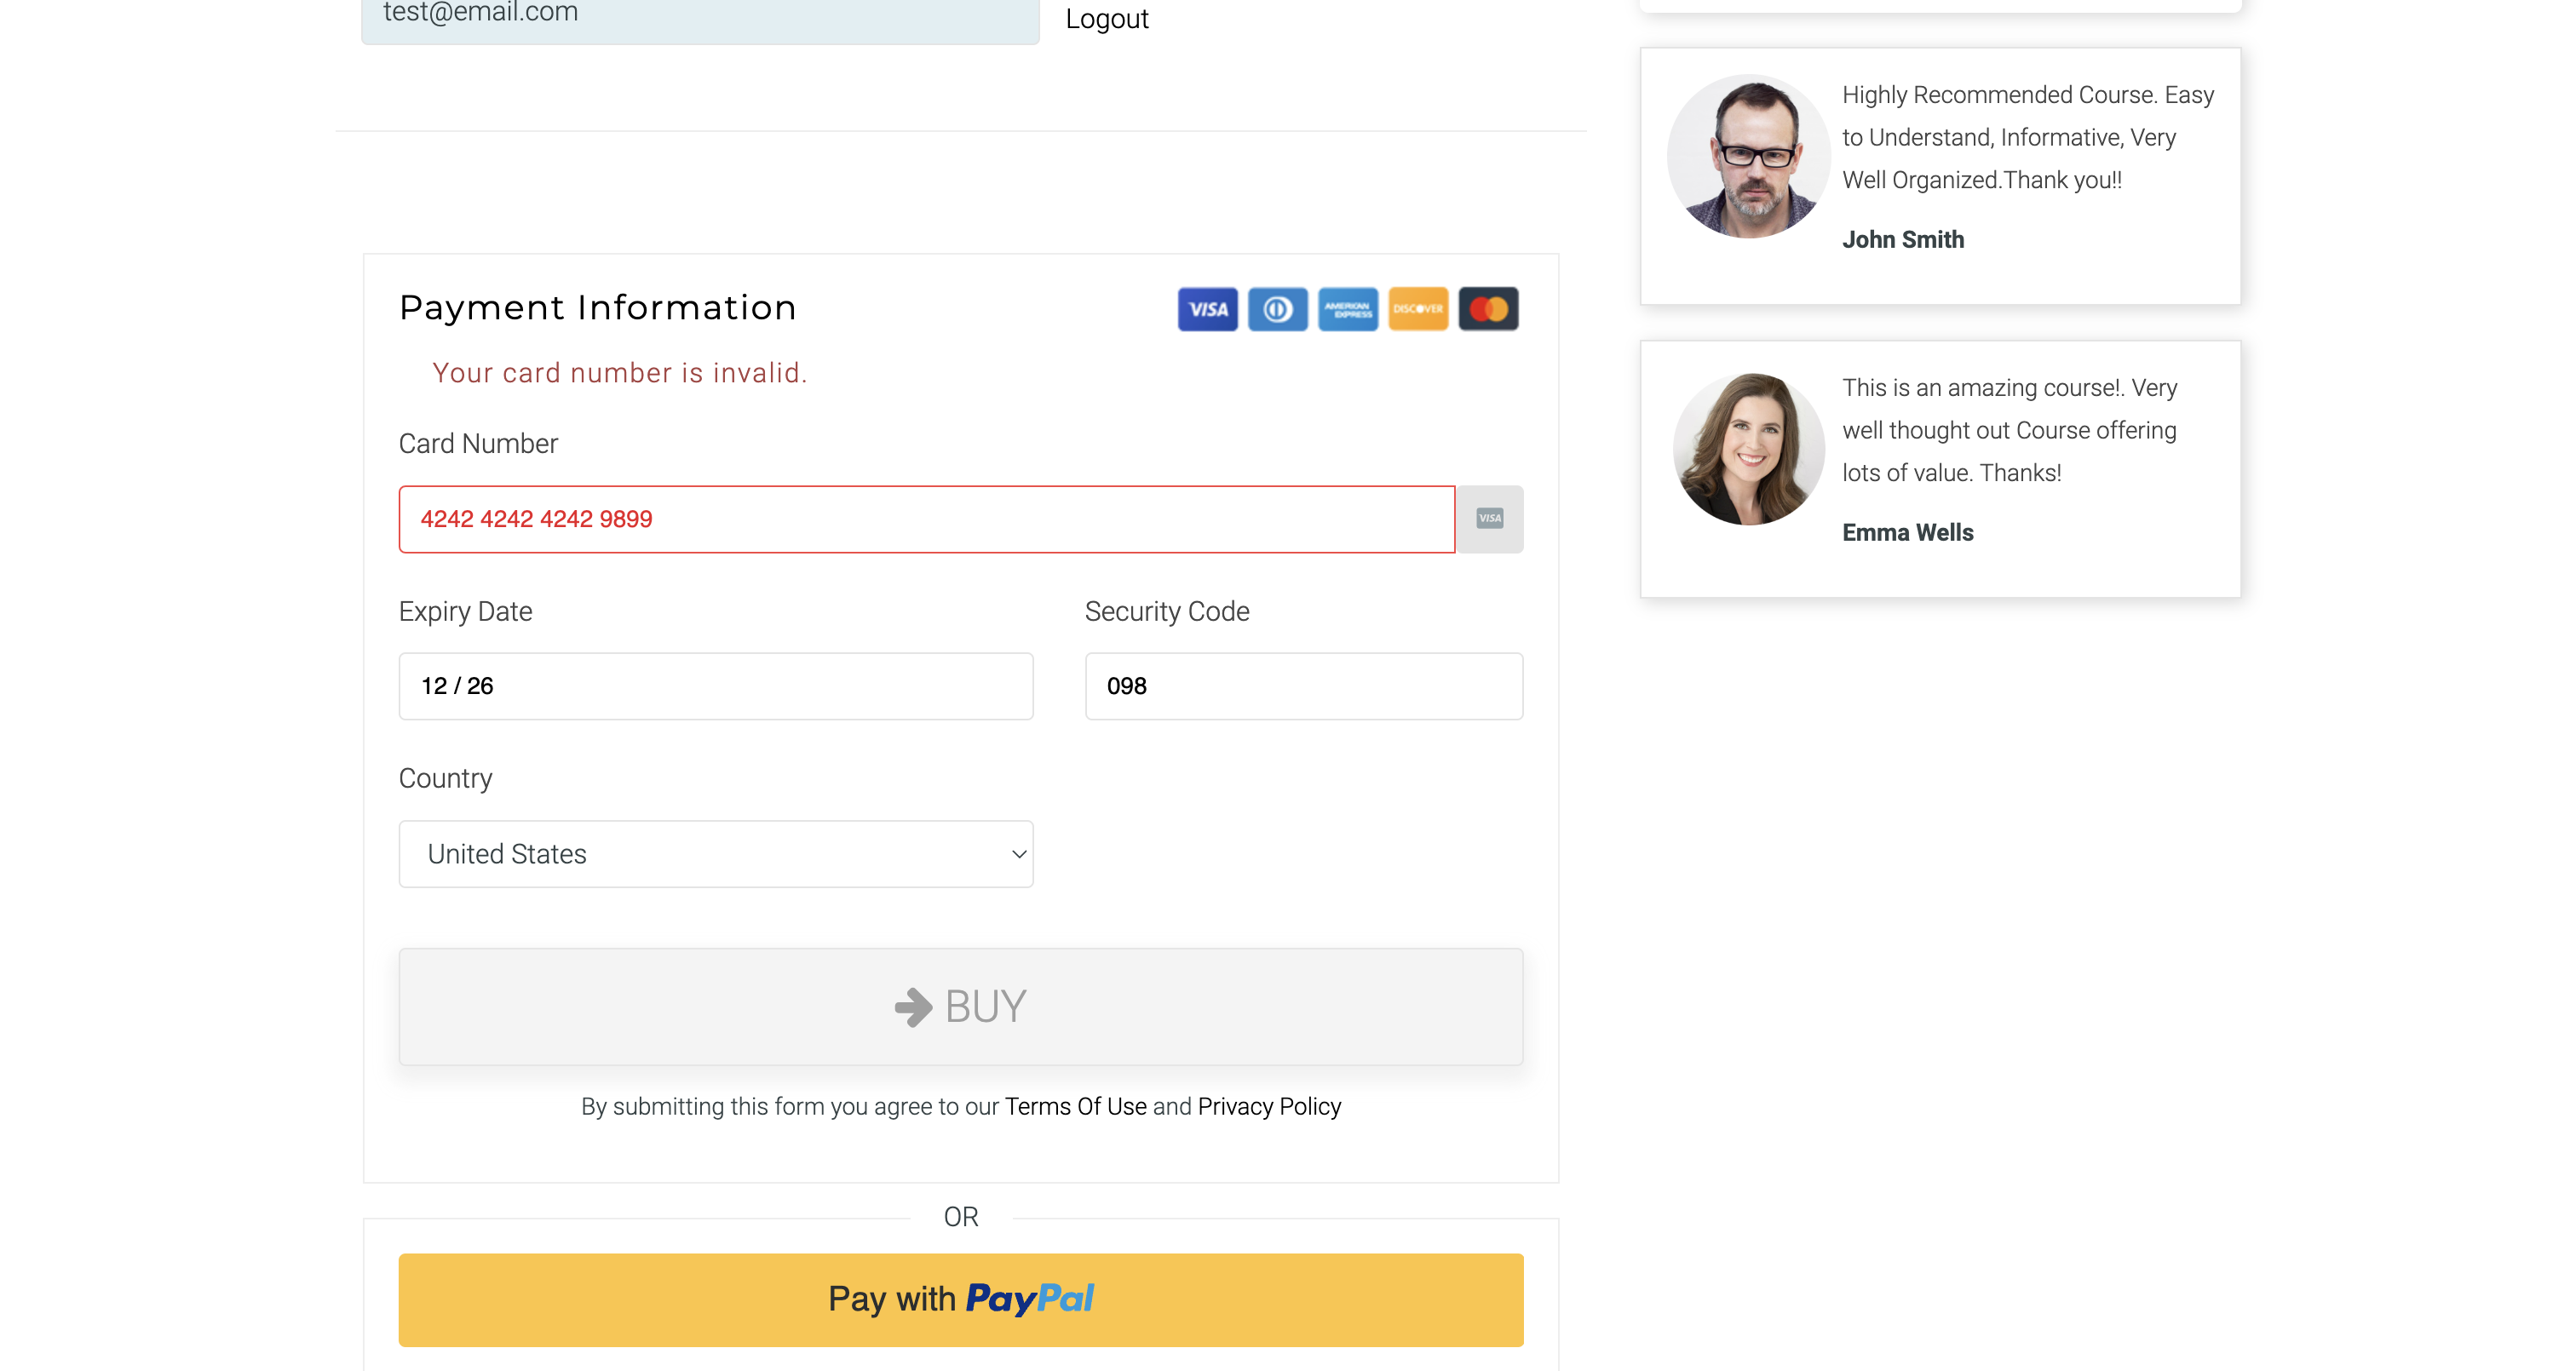 test@email.com
Logout
Payment Information
VISA
AMERICAN
EXPRESS
DISCOVER
Your card number is invalid.
Card Number
4242 4242 4242 9899
VISA
Expiry Date
Security Code
12 / 26
098
Country
United States
BUY
By submitting this form you agree to our Terms Of Use and Privacy Policy
OR
Pay with PayPal
Highly Recommended Course. Easy
to Understand, Informative, Very
Well Organized.Thank you!!
John Smith
This is an amazing course!. Very
well thought out Course offering
lots of value. Thanks!
Emma Wells